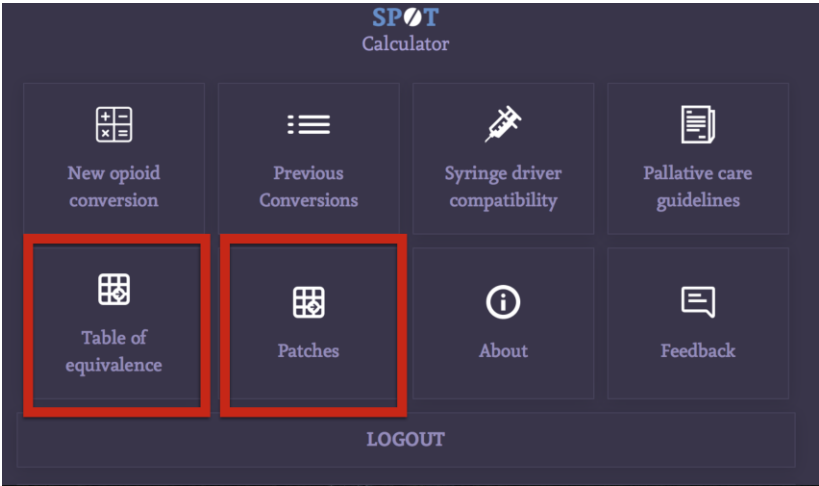 SPOT
Calculator
New opioid
conversion
Previous
Conversions
Syringe driver
compatibility
Pallative care
guidelines
Table of
equivalence
Patches
About
Feedback
LOGOUT